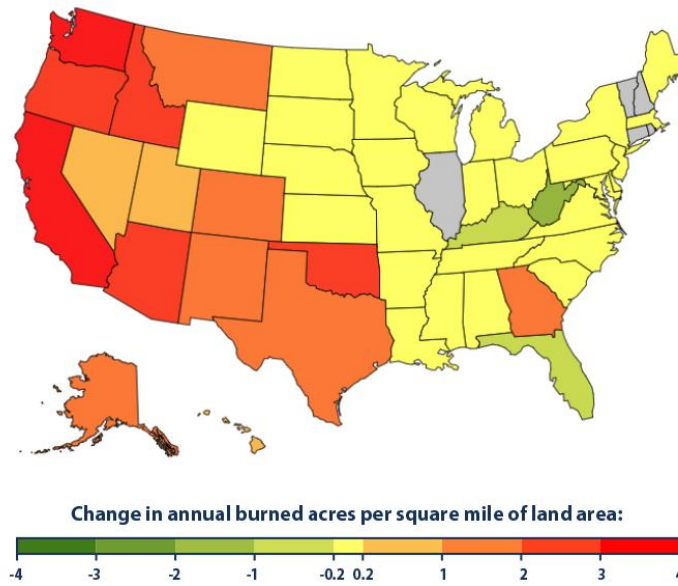 Change in annual burned acres per square mile of land area:
-4 -3 -2 -1 -0.2 0.2 1 2 3 4